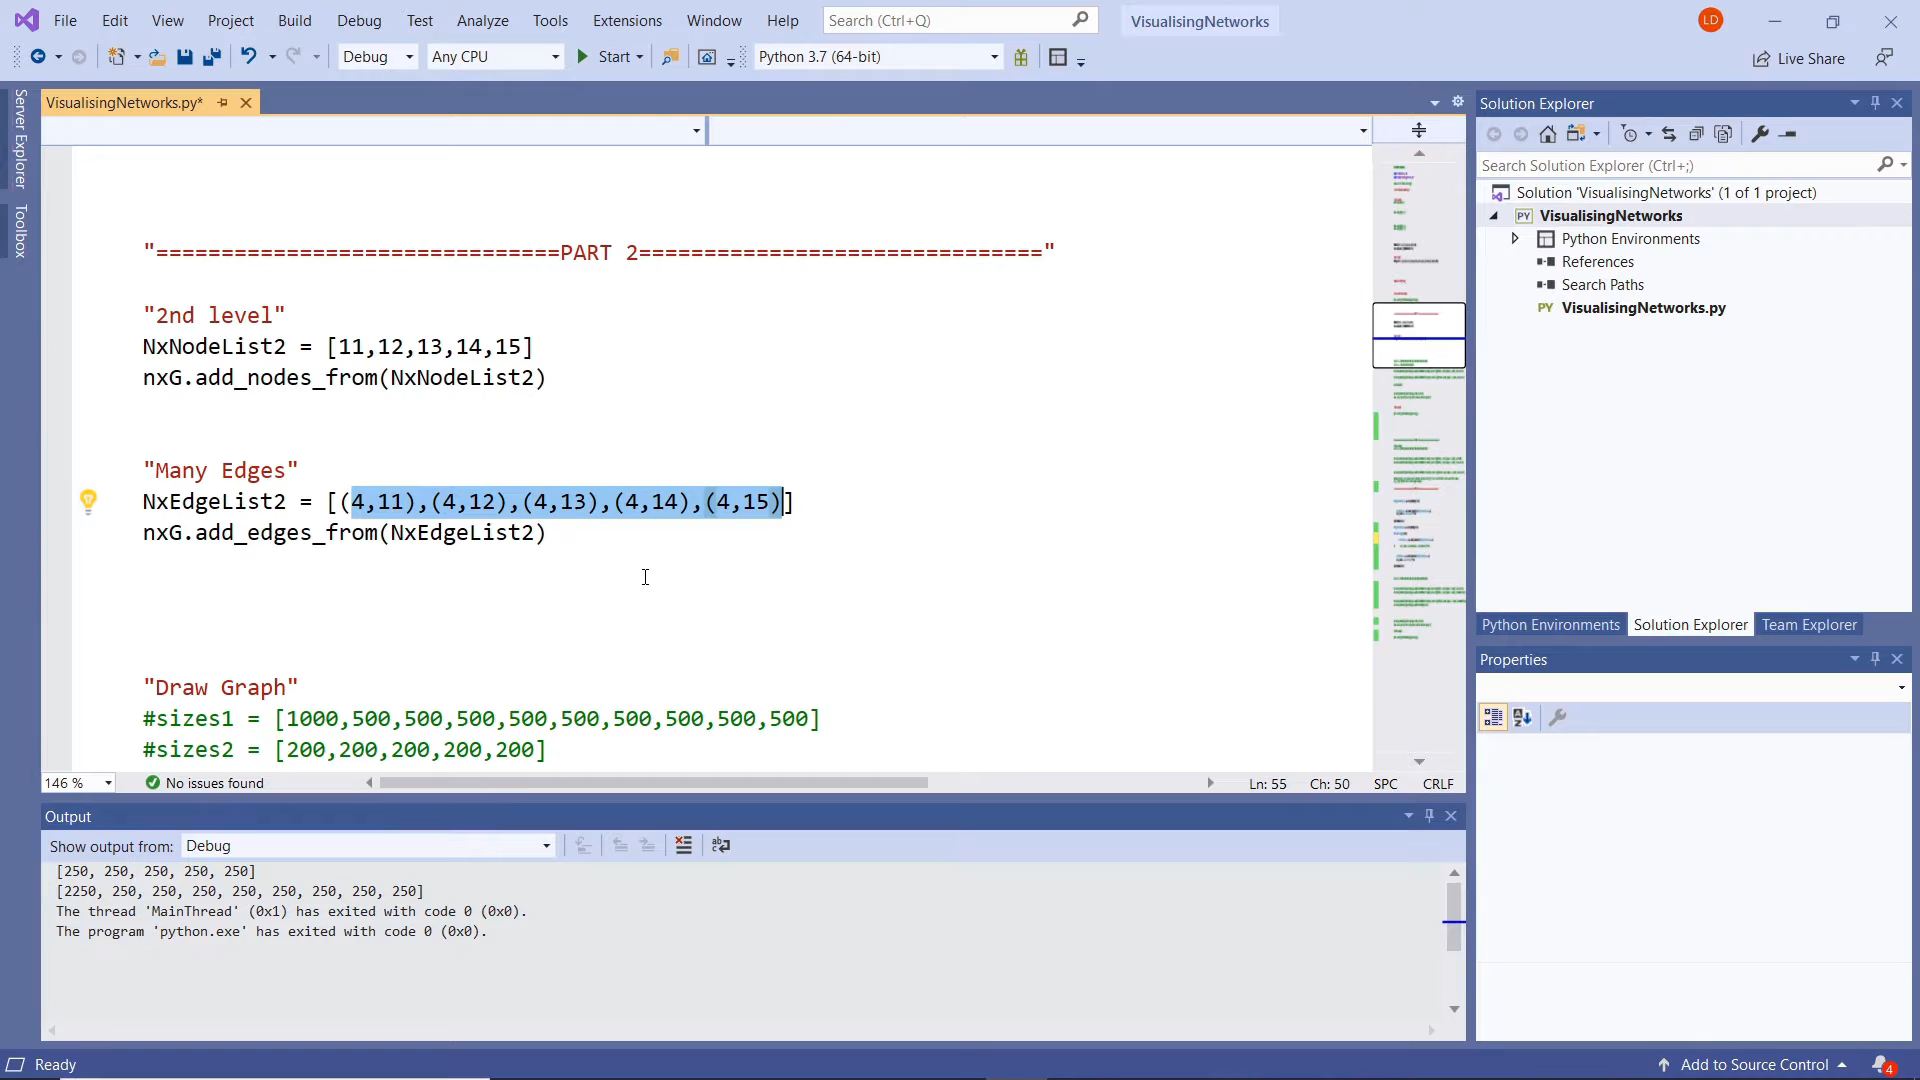 File Edit View Project Build Debug Test Analyze Tools Extensions Window Help Search (Ctrl+Q) VisualisingNetworks LD
Debug Any CPU Start Python 3.7 (64-bit) Live Share
Server Explorer
Toolbox
VisualisingNetworks.py*
"===============================PART 2==============================="
"2nd level"
NxNodeList2 = [11,12,13,14,15]
nxG.add_nodes_from(NxNodeList2)
"Many Edges"
NxEdgeList2 = [(4,11),(4,12),(4,13),(4,14),(4,15)]
nxG.add_edges_from(NxEdgeList2)
"Draw Graph"
#sizes1 = [1000,500,500,500,500,500,500,500,500,500]
#sizes2 = [200,200,200,200,200]
146 % No issues found Ln: 55 Ch: 50 SPC CRLF
Output
Show output from: Debug
[250, 250, 250, 250, 250]
[2250, 250, 250, 250, 250, 250, 250, 250, 250]
The thread 'MainThread' (0x1) has exited with code 0 (0x0).
The program 'python.exe' has exited with code 0 (0x0).
Solution Explorer
Search Solution Explorer (Ctrl+;)
Solution 'VisualisingNetworks' (1 of 1 project)
PY VisualisingNetworks
Python Environments
References
Search Paths
PY VisualisingNetworks.py
Python Environments Solution Explorer Team Explorer
Properties
Ready Add to Source Control 4